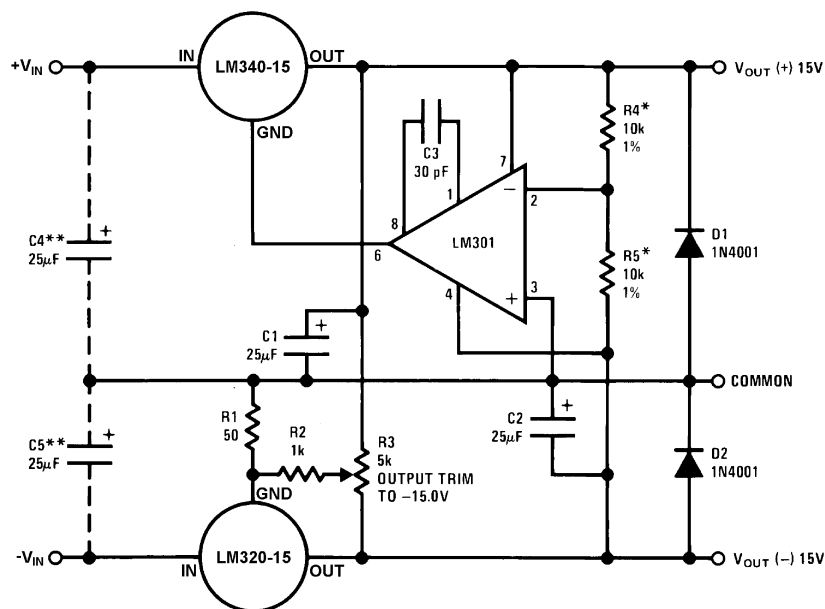 +VIN
IN
LM340-15
OUT
GND
VOUT (+) 15V
C3
30 pF
R4*
10k
1%
7
8
1
2
LM301
6
4
3
R5*
10k
1%
D1
1N4001
C4**
25μF
+
−
+
C1
25μF
+
COMMON
R1
50
R2
1k
R3
5k
OUTPUT TRIM
TO −15.0V
C2
25μF
+
C5**
25μF
+
D2
1N4001
GND
-VIN
IN
LM320-15
OUT
VOUT (−) 15V